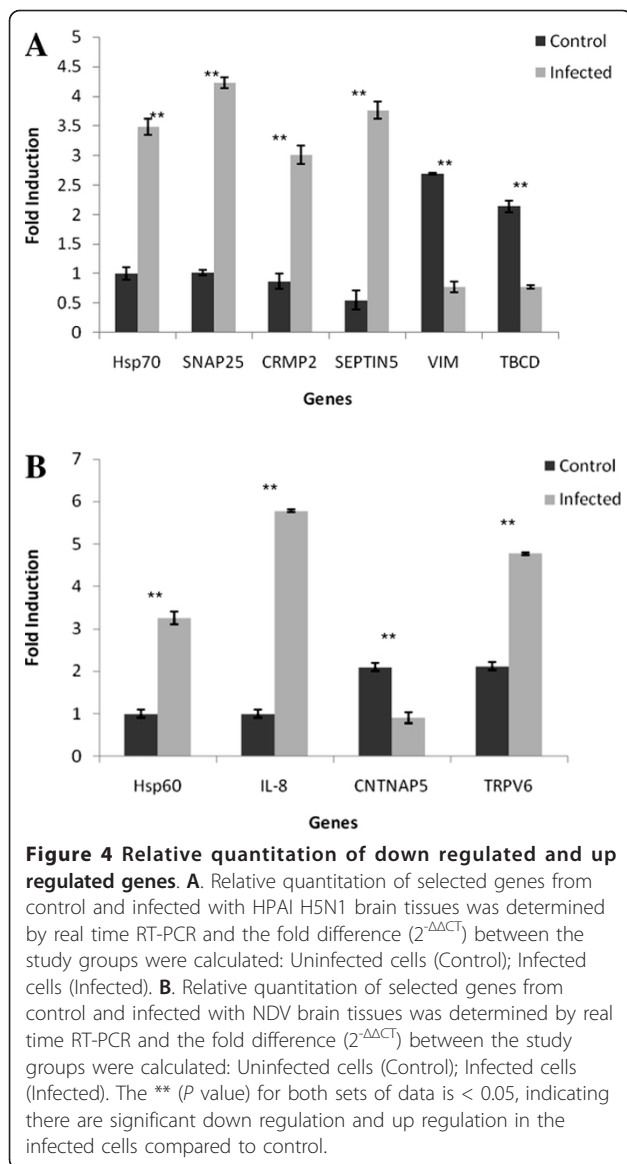 A
5
4.5
4
3.5
3
2.5
2
1.5
1
0.5
0
Fold Induction
Control
Infected
**
**
**
**
**
**
Hsp70 SNAP25 CRMP2 SEPTIN5 VIM TBCD
Genes
B
7
6
5
4
3
2
1
0
Fold Induction
Control
Infected
**
**
**
**
Hsp60 IL-8 CNTNAP5 TRPV6
Genes
Figure 4 Relative quantitation of down regulated and up
regulated genes. A. Relative quantitation of selected genes from
control and infected with HPAI H5N1 brain tissues was determined
by real time RT-PCR and the fold difference (2-ΔΔCT) between the
study groups were calculated: Uninfected cells (Control); Infected
cells (Infected). B. Relative quantitation of selected genes from
control and infected with NDV brain tissues was determined by real
time RT-PCR and the fold difference (2-ΔΔCT) between the study
groups were calculated: Uninfected cells (Control); Infected cells
(Infected). The ** (P value) for both sets of data is < 0.05, indicating
there are significant down regulation and up regulation in the
infected cells compared to control.